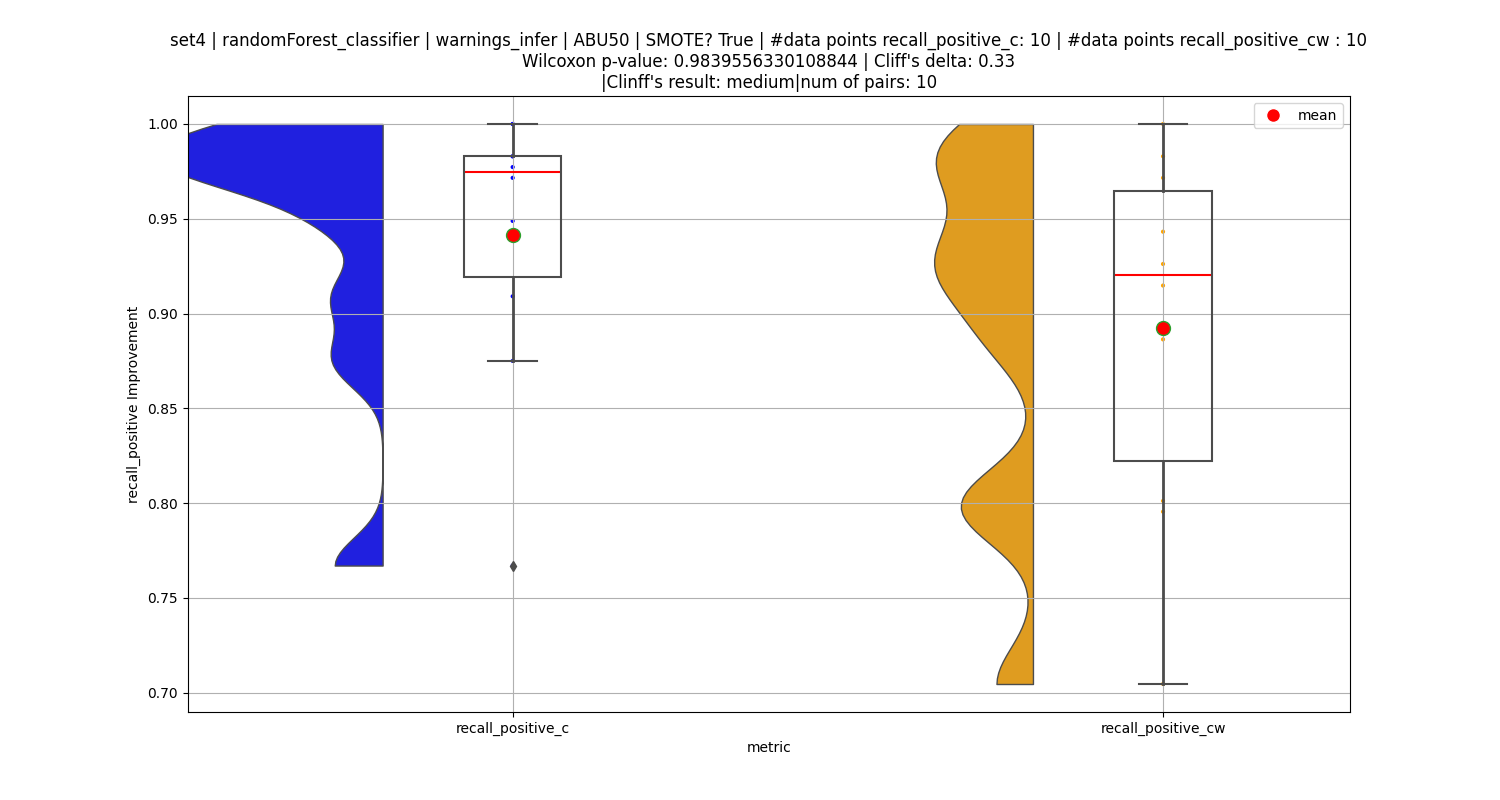 set4 | randomForest_classifier | warnings_infer | ABU50 | SMOTE? True | #data points recall_positive_c: 10 | #data points recall_positive_cw : 10
Wilcoxon p-value: 0.9839556330108844 | Cliff's delta: 0.33
|Clinff's result: medium|num of pairs: 10
mean
1.00
0.95
0.90
0.85
0.80
0.75
0.70
recall_positive Improvement
recall_positive_c
recall_positive_cw
metric